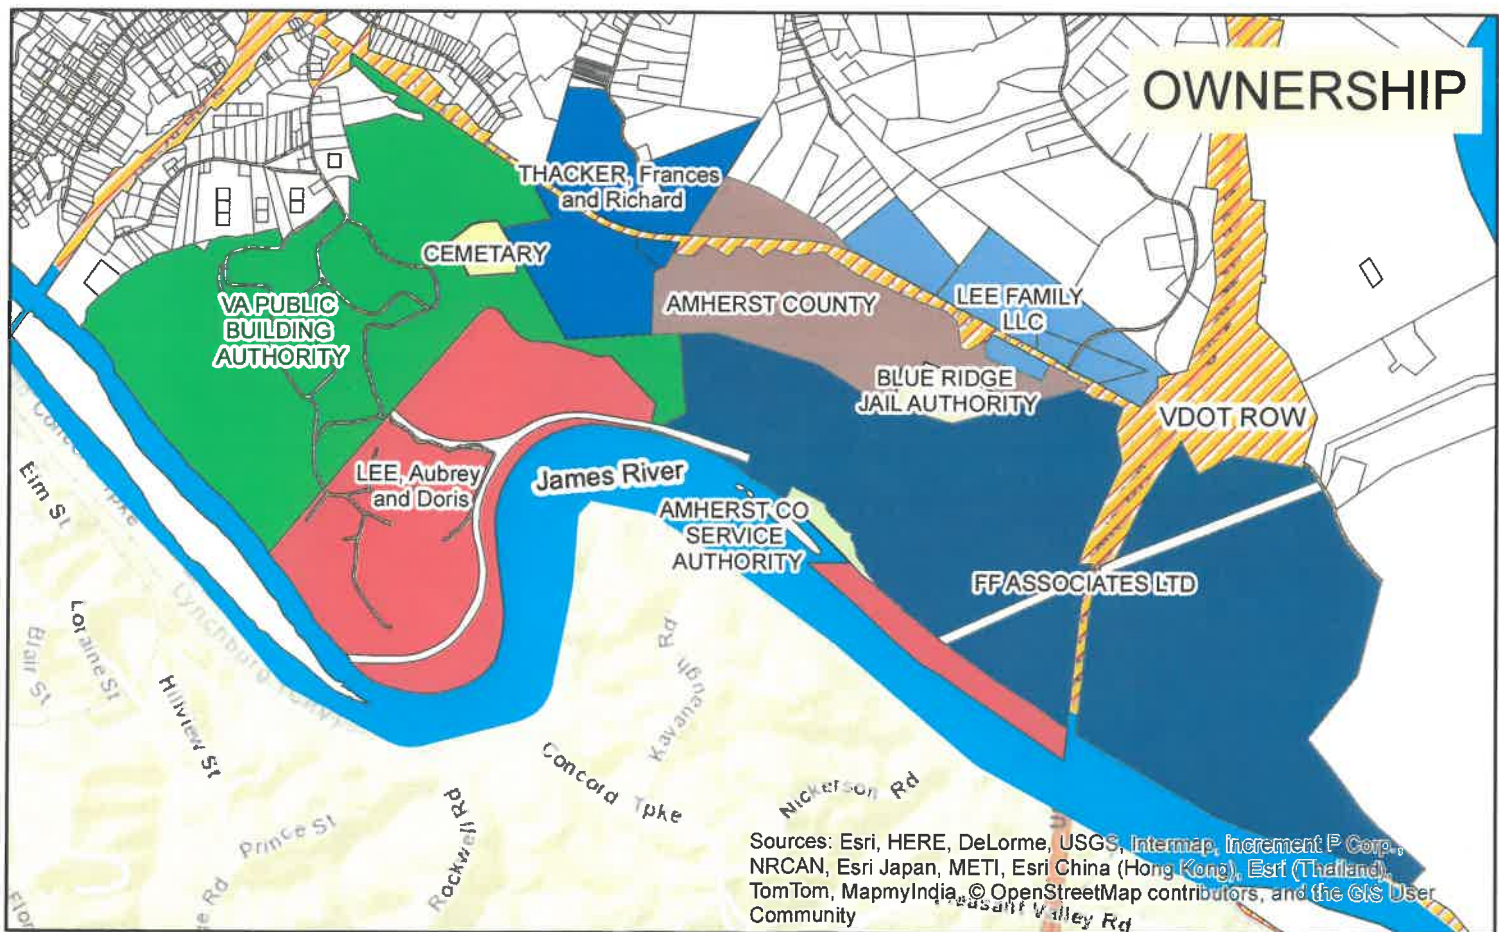 OWNERSHIP
THACKER, Frances
and Richard
CEMETARY
VA PUBLIC
BUILDING
AUTHORITY
AMHERST COUNTY
LEE FAMILY
LLC
BLUE RIDGE
JAIL AUTHORITY
VDOT ROW
LEE, Aubrey
and Doris
James River
AMHERST CO
SERVICE
AUTHORITY
FF ASSOCIATES LTD
Elm St
Loraine St
Blair St
Hillview St
Prince St
Rockwell Rd
Concord Tpke
Kavanaugh Rd
Nickerson Rd
Sources: Esri, HERE, DeLorme, USGS, Intermap, increment P Corp.,
NRCAN, Esri Japan, METI, Esri China (Hong Kong), Esri (Thailand),
TomTom, MapmyIndia, © OpenStreetMap contributors, and the GIS User
Community
Pleasant Valley Rd